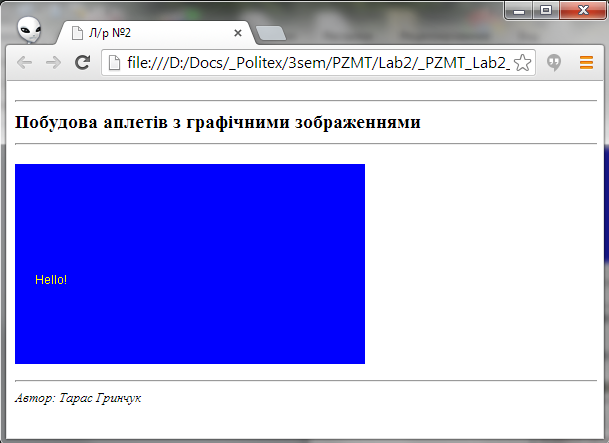 Л/р №2
file:///D:/Docs/_Politex/3sem/PZMT/Lab2/_PZMT_Lab2_
Побудова аплетів з графічними зображеннями
Hello!
Автор: Тарас Гринчук